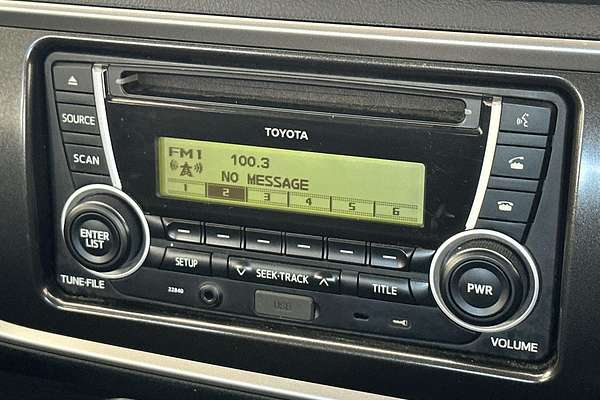 TOYOTA
SOURCE
SCAN
FM1 100.3
NO MESSAGE
1 2 3 4 5 6
ENTER
LIST
TUNE·FILE
SETUP
SEEK·TRACK
TITLE
PWR
VOLUME
22840
USB